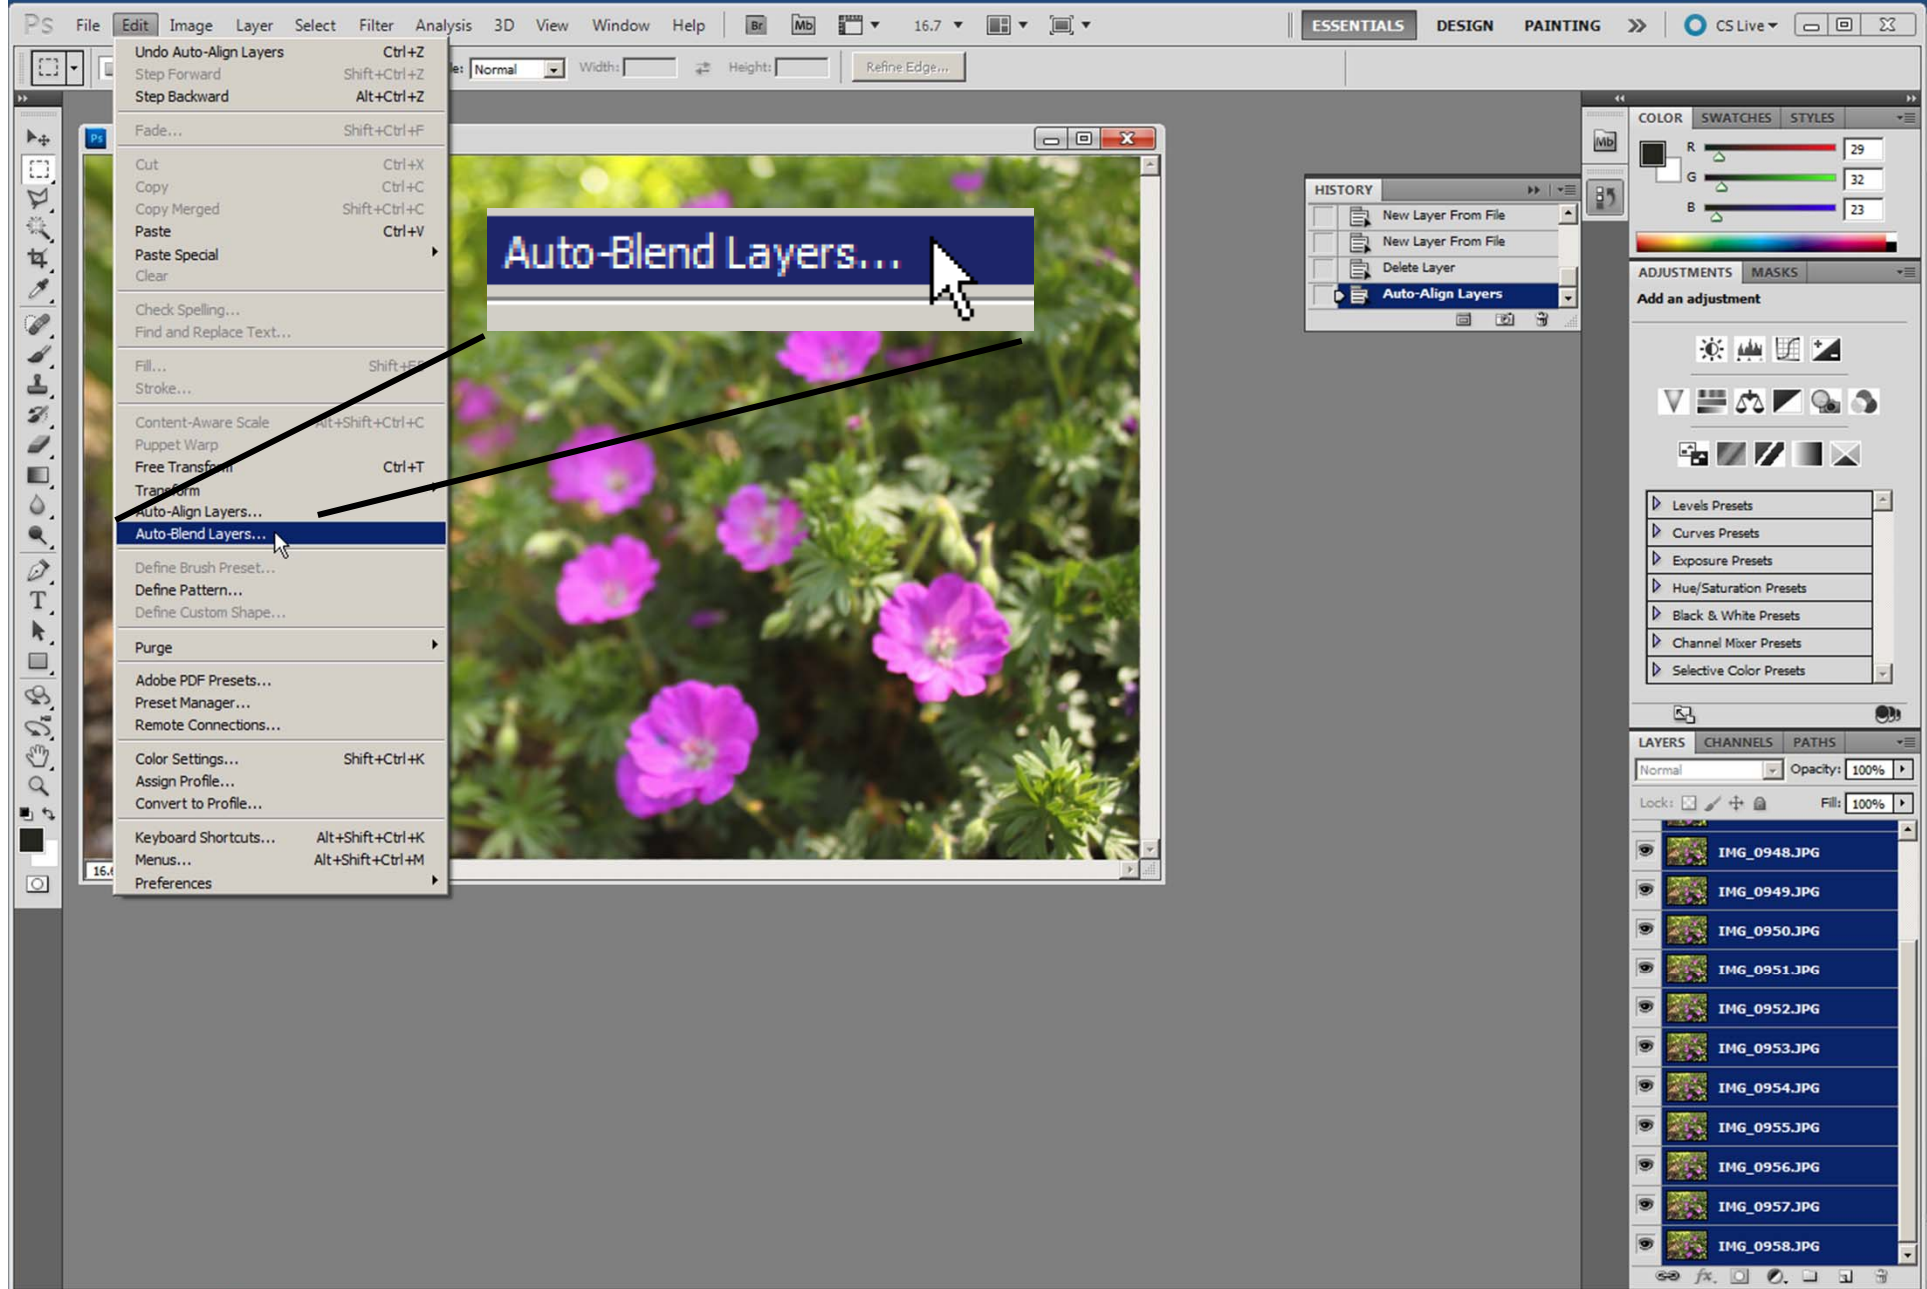 Ps File Edit Image Layer Select Filter Analysis 3D View Window Help Br Mb 16.7 ESSENTIALS DESIGN PAINTING CS Live
Normal Width: Height: Refine Edge...
Undo Auto-Align Layers Ctrl+Z
Step Forward Shift+Ctrl+Z
Step Backward Alt+Ctrl+Z
Fade... Shift+Ctrl+F
Cut Ctrl+X
Copy Ctrl+C
Copy Merged Shift+Ctrl+C
Paste Ctrl+V
Paste Special
Clear
Check Spelling...
Find and Replace Text...
Fill...
Stroke...
Content-Aware Scale Alt+Shift+Ctrl+C
Puppet Warp
Free Transform Ctrl+T
Transform
Auto-Align Layers...
Auto-Blend Layers...
Define Brush Preset...
Define Pattern...
Define Custom Shape...
Purge
Adobe PDF Presets...
Preset Manager...
Remote Connections...
Color Settings... Shift+Ctrl+K
Assign Profile...
Convert to Profile...
Keyboard Shortcuts... Alt+Shift+Ctrl+K
Menus... Alt+Shift+Ctrl+M
Preferences
Ps
Auto-Blend Layers...
HISTORY
New Layer From File
New Layer From File
Delete Layer
Auto-Align Layers
Mb
COLOR SWATCHES STYLES
R 29
G 32
B 23
ADJUSTMENTS MASKS
Add an adjustment
Levels Presets
Curves Presets
Exposure Presets
Hue/Saturation Presets
Black & White Presets
Channel Mixer Presets
Selective Color Presets
LAYERS CHANNELS PATHS
Normal Opacity: 100%
Lock: Fill: 100%
IMG_0948.JPG
IMG_0949.JPG
IMG_0950.JPG
IMG_0951.JPG
IMG_0952.JPG
IMG_0953.JPG
IMG_0954.JPG
IMG_0955.JPG
IMG_0956.JPG
IMG_0957.JPG
IMG_0958.JPG
fx.